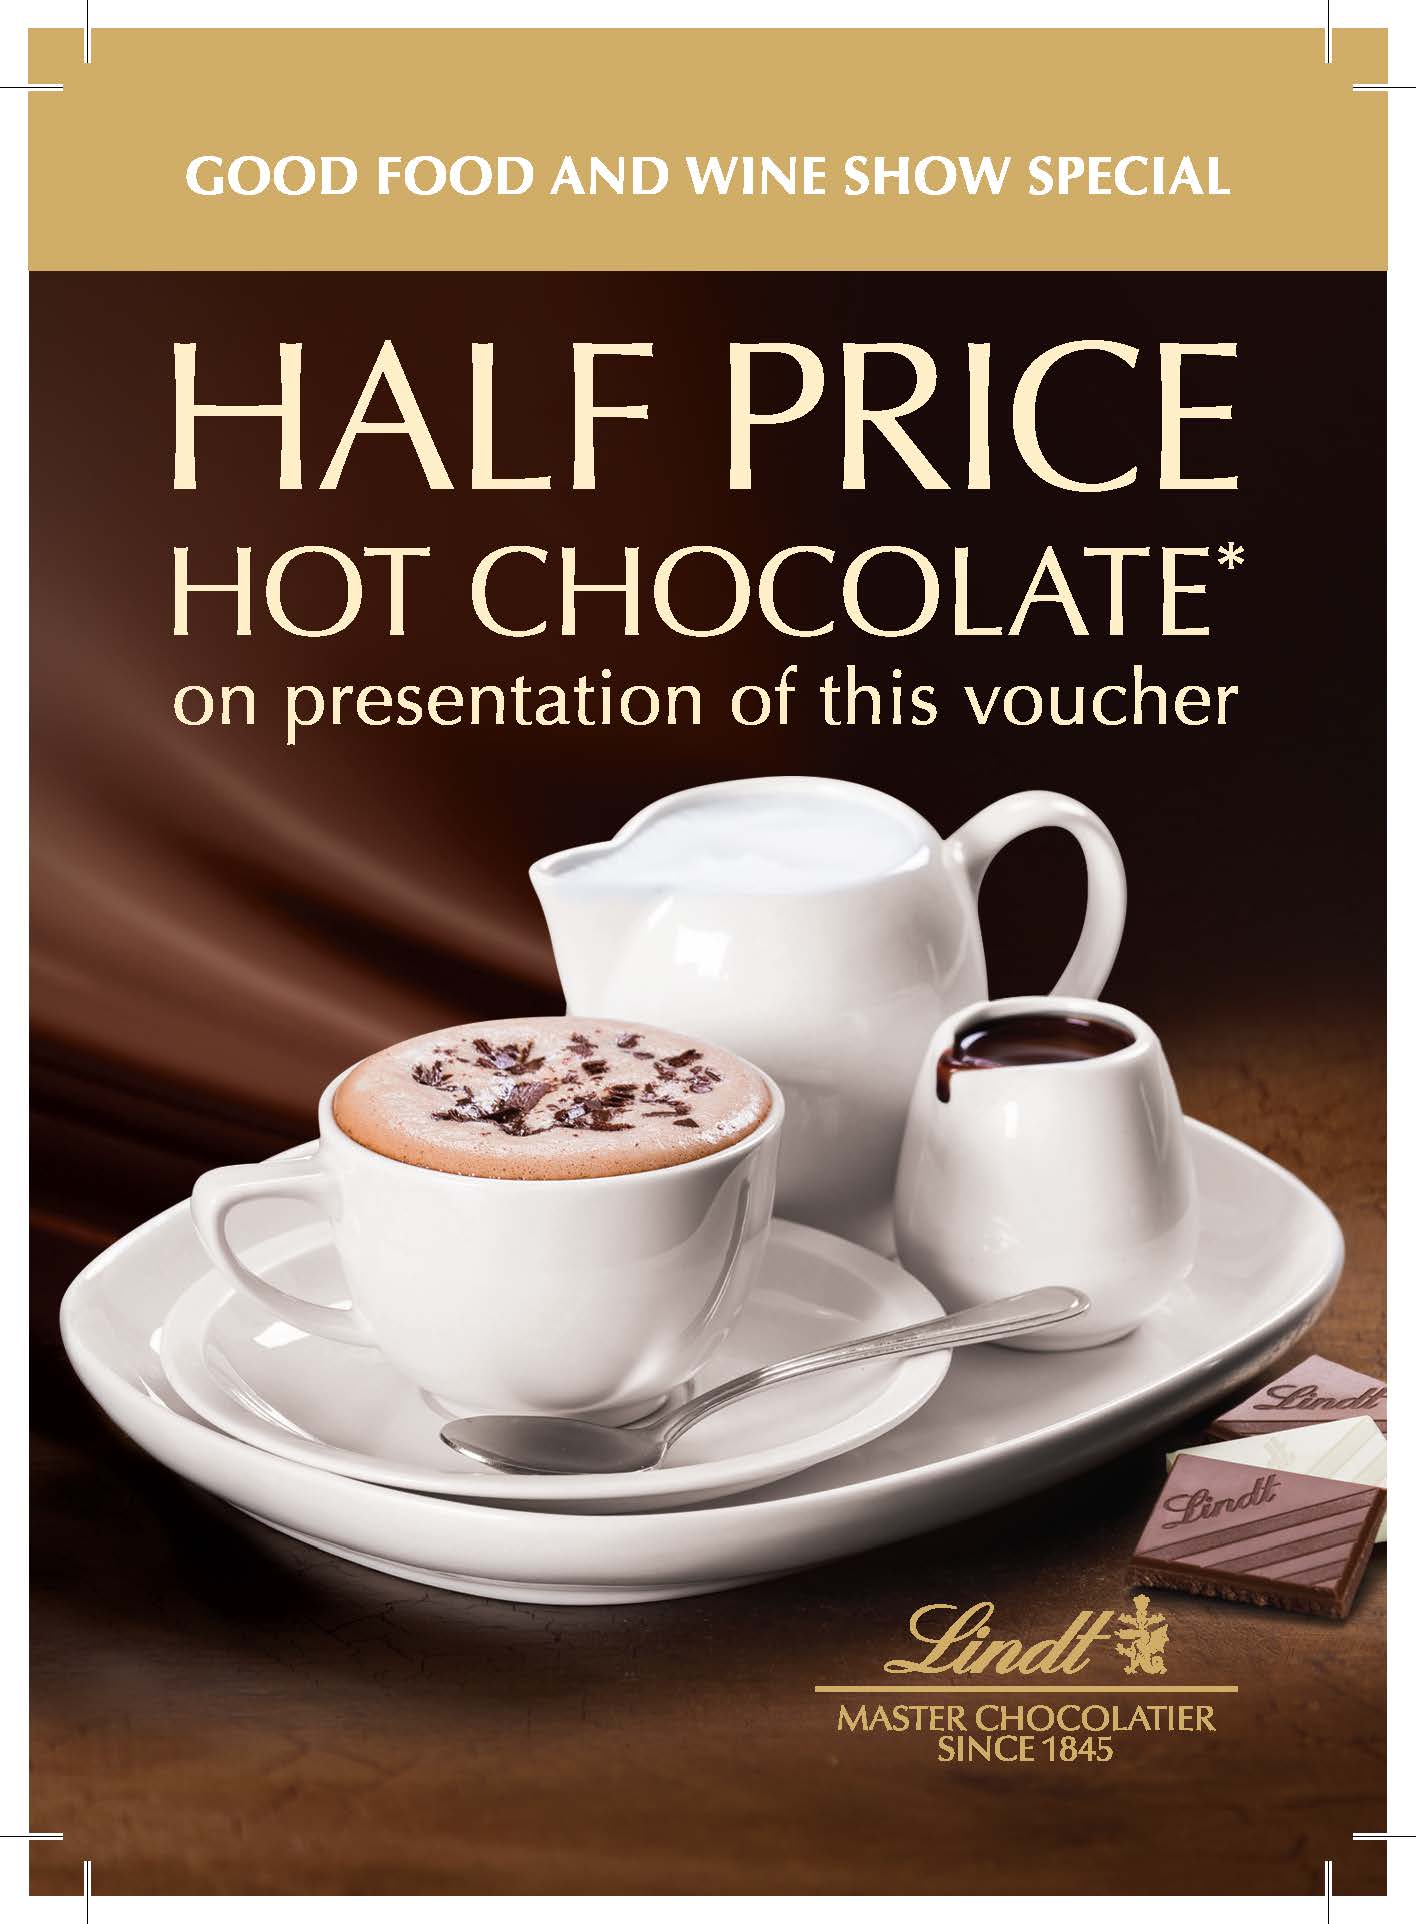 GOOD FOOD AND WINE SHOW SPECIAL
HALF PRICE
HOT CHOCOLATE*
on presentation of this voucher
Lindt
Lindt
Lindt
MASTER CHOCOLATIER
SINCE 1845